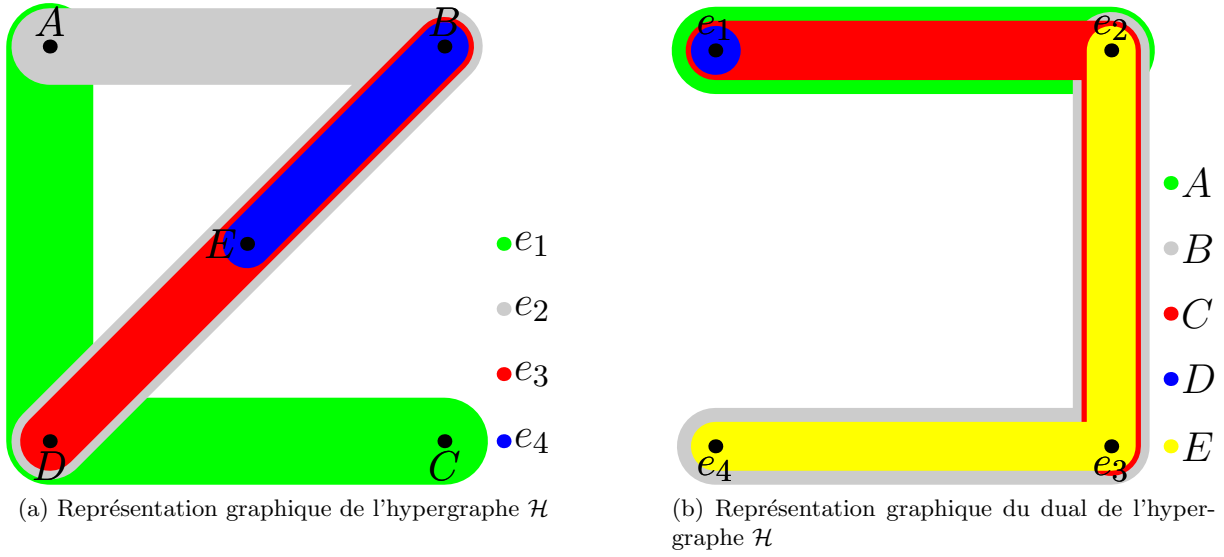 A
B
E
D
C
e1
e2
e3
e4
(a) Représentation graphique de l'hypergraphe ℋ
e1
e2
e4
e3
A
B
C
D
E
(b) Représentation graphique du dual de l'hyper-
graphe ℋ